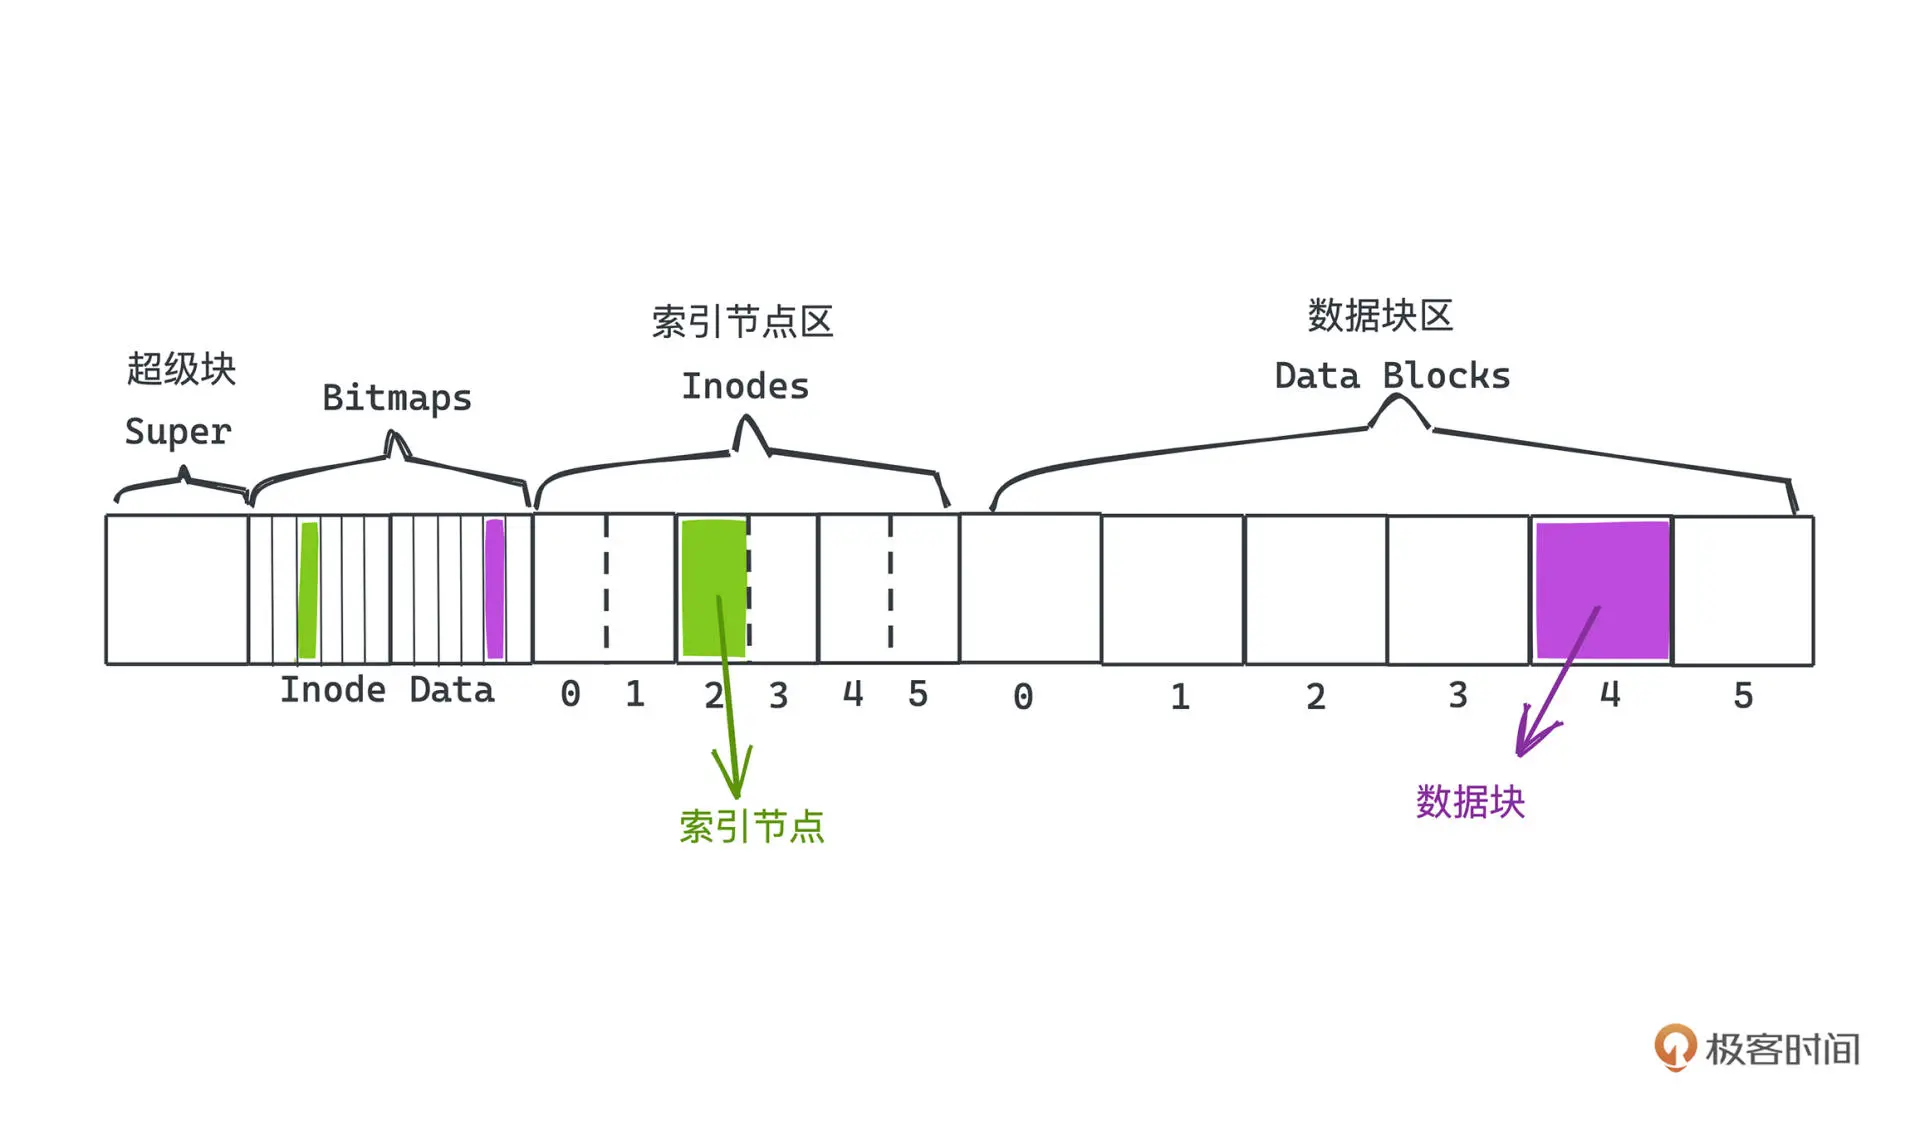 超级块
Super
Bitmaps
索引节点区
Inodes
数据块区
Data Blocks
Inode Data
0 1 2 3 4 5
0 1 2 3 4 5
索引节点
数据块
极客时间